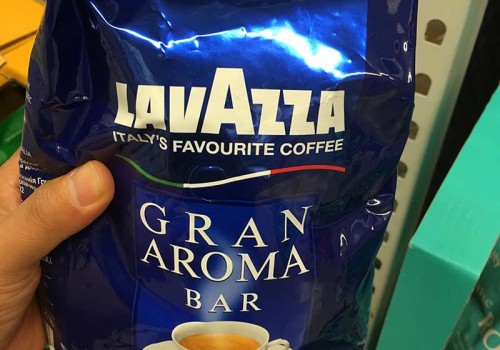 LAVAZZA
ITALY'S FAVOURITE COFFEE
GRAN
AROMA
BAR